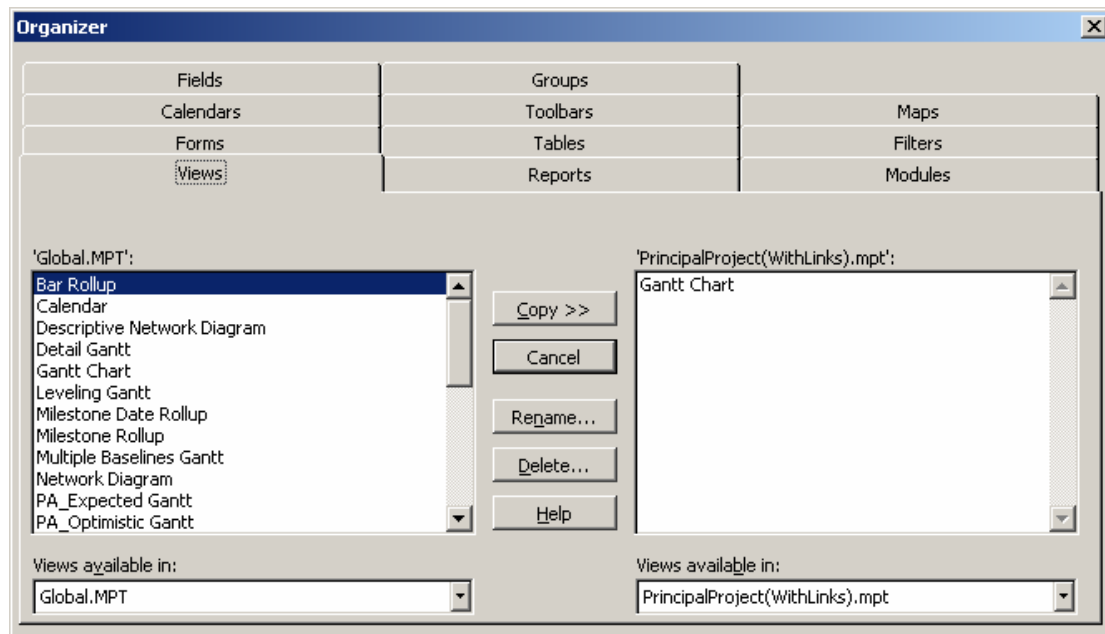 Organizer
Fields Groups
Calendars Toolbars Maps
Forms Tables Filters
Views Reports Modules
'Global.MPT':
Bar Rollup
Calendar
Descriptive Network Diagram
Detail Gantt
Gantt Chart
Leveling Gantt
Milestone Date Rollup
Milestone Rollup
Multiple Baselines Gantt
Network Diagram
PA_Expected Gantt
PA_Optimistic Gantt
Copy >>
Cancel
Rename...
Delete...
Help
'PrincipalProject(WithLinks).mpt':
Gantt Chart
Views available in:
Global.MPT
Views available in:
PrincipalProject(WithLinks).mpt